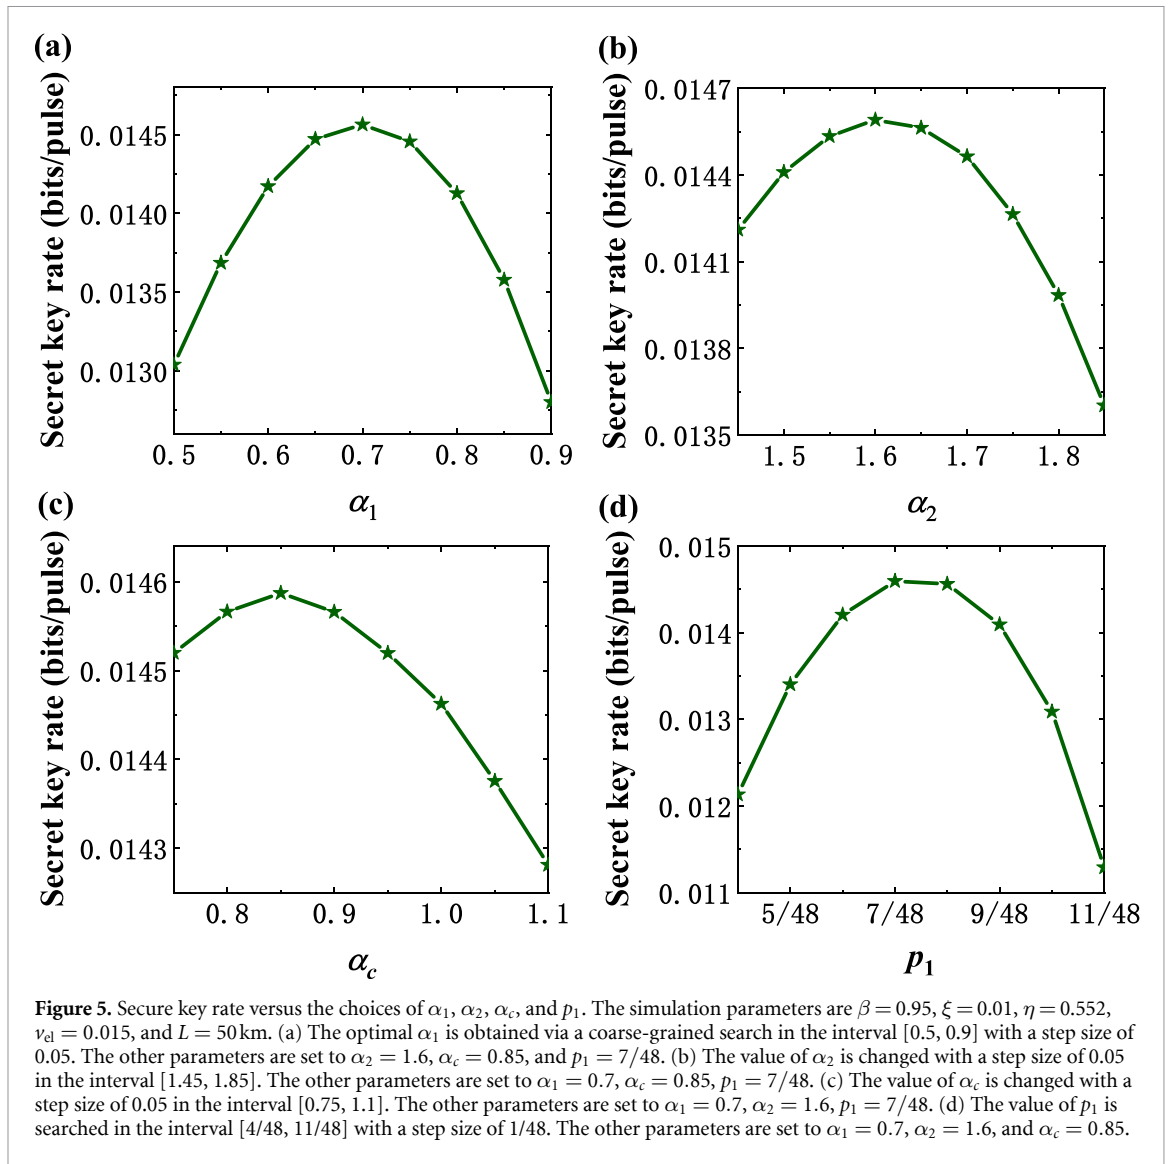 (a)
Secret key rate (bits/pulse)
0.0145
0.0140
0.0135
0.0130
0.5 0.6 0.7 0.8 0.9
α₁
(b)
Secret key rate (bits/pulse)
0.0147
0.0144
0.0141
0.0138
0.0135
1.5 1.6 1.7 1.8
α₂
(c)
Secret key rate (bits/pulse)
0.0146
0.0145
0.0144
0.0143
0.8 0.9 1.0 1.1
α_c
(d)
Secret key rate (bits/pulse)
0.015
0.014
0.013
0.012
0.011
5/48 7/48 9/48 11/48
p₁
Figure 5. Secure key rate versus the choices of α₁, α₂, α_c, and p₁. The simulation parameters are β = 0.95, ξ = 0.01, η = 0.552,
ν_el = 0.015, and L = 50 km. (a) The optimal α₁ is obtained via a coarse-grained search in the interval [0.5, 0.9] with a step size of
0.05. The other parameters are set to α₂ = 1.6, α_c = 0.85, and p₁ = 7/48. (b) The value of α₂ is changed with a step size of 0.05
in the interval [1.45, 1.85]. The other parameters are set to α₁ = 0.7, α_c = 0.85, p₁ = 7/48. (c) The value of α_c is changed with a
step size of 0.05 in the interval [0.75, 1.1]. The other parameters are set to α₁ = 0.7, α₂ = 1.6, p₁ = 7/48. (d) The value of p₁ is
searched in the interval [4/48, 11/48] with a step size of 1/48. The other parameters are set to α₁ = 0.7, α₂ = 1.6, and α_c = 0.85.